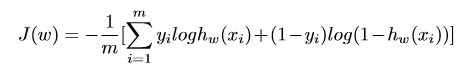 J(w) = -\frac{1}{m}[\sum_{i=1}^{m} y_i log h_w(x_i) + (1 - y_i) log(1 - h_w(x_i))]